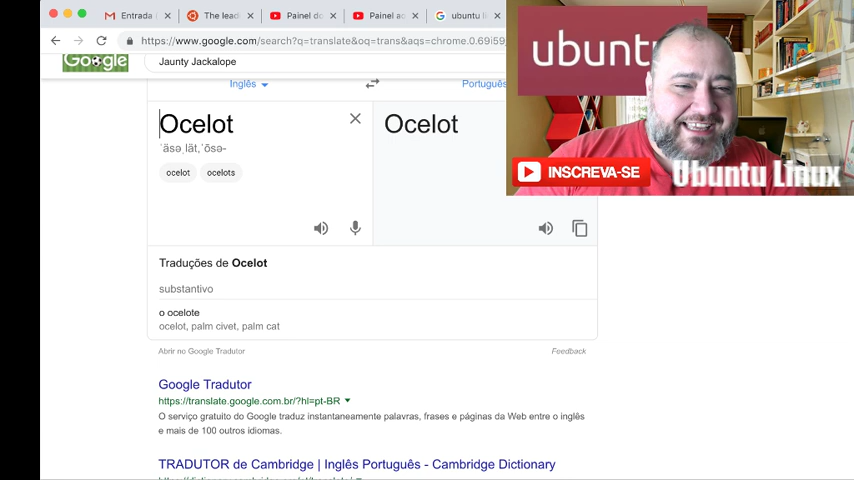 Entrada
The leadi
Painel do
Painel ac
ubuntu li
https://www.google.com/search?q=translate&oq=trans&aqs=chrome.0.69i59
Google
Jaunty Jackalope
Inglês
Português
Ocelot
Ocelot
ˈäsəˌlät,ˈōsə-
ocelot
ocelots
Traduções de Ocelot
substantivo
o ocelote
ocelot, palm civet, palm cat
Abrir no Google Tradutor
Feedback
Google Tradutor
https://translate.google.com.br/?hl=pt-BR
O serviço gratuito do Google traduz instantaneamente palavras, frases e páginas da Web entre o inglês
e mais de 100 outros idiomas.
TRADUTOR de Cambridge | Inglês Português - Cambridge Dictionary
ubuntu
INSCREVA-SE
Ubuntu Linux